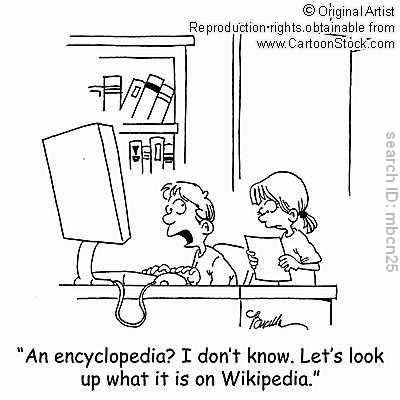 © Original Artist
Reproduction rights obtainable from
www.CartoonStock.com
search ID: mbcn25
“An encyclopedia? I don’t know. Let’s look
up what it is on Wikipedia.”